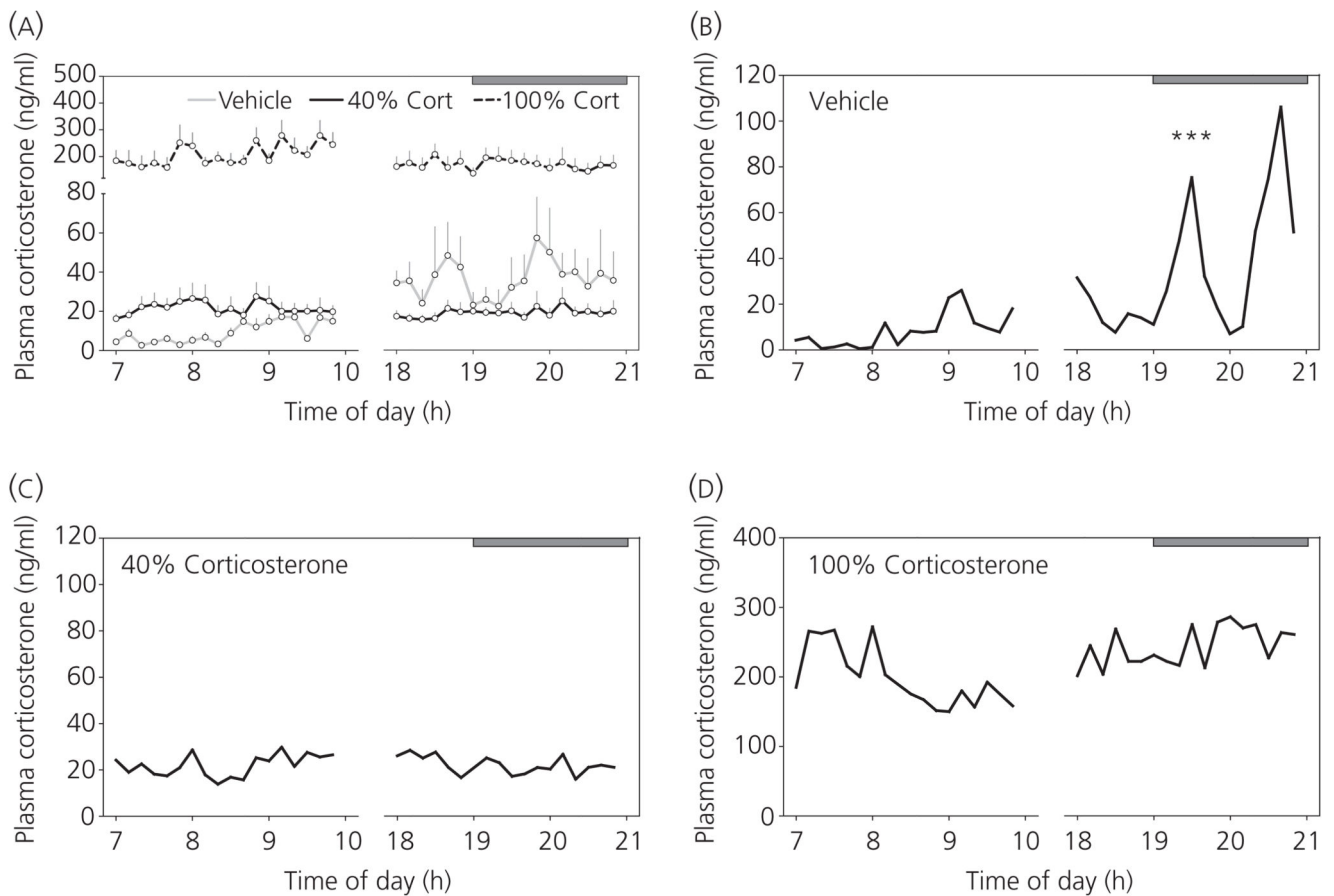 (A)
Plasma corticosterone (ng/ml)
500
400
300
200
80
60
40
20
0
Vehicle 40% Cort 100% Cort
7 8 9 10 18 19 20 21
Time of day (h)
(B)
Plasma corticosterone (ng/ml)
120
100
80
60
40
20
0
Vehicle
***
7 8 9 10 18 19 20 21
Time of day (h)
(C)
Plasma corticosterone (ng/ml)
120
100
80
60
40
20
0
40% Corticosterone
7 8 9 10 18 19 20 21
Time of day (h)
(D)
Plasma corticosterone (ng/ml)
400
300
200
100
0
100% Corticosterone
7 8 9 10 18 19 20 21
Time of day (h)